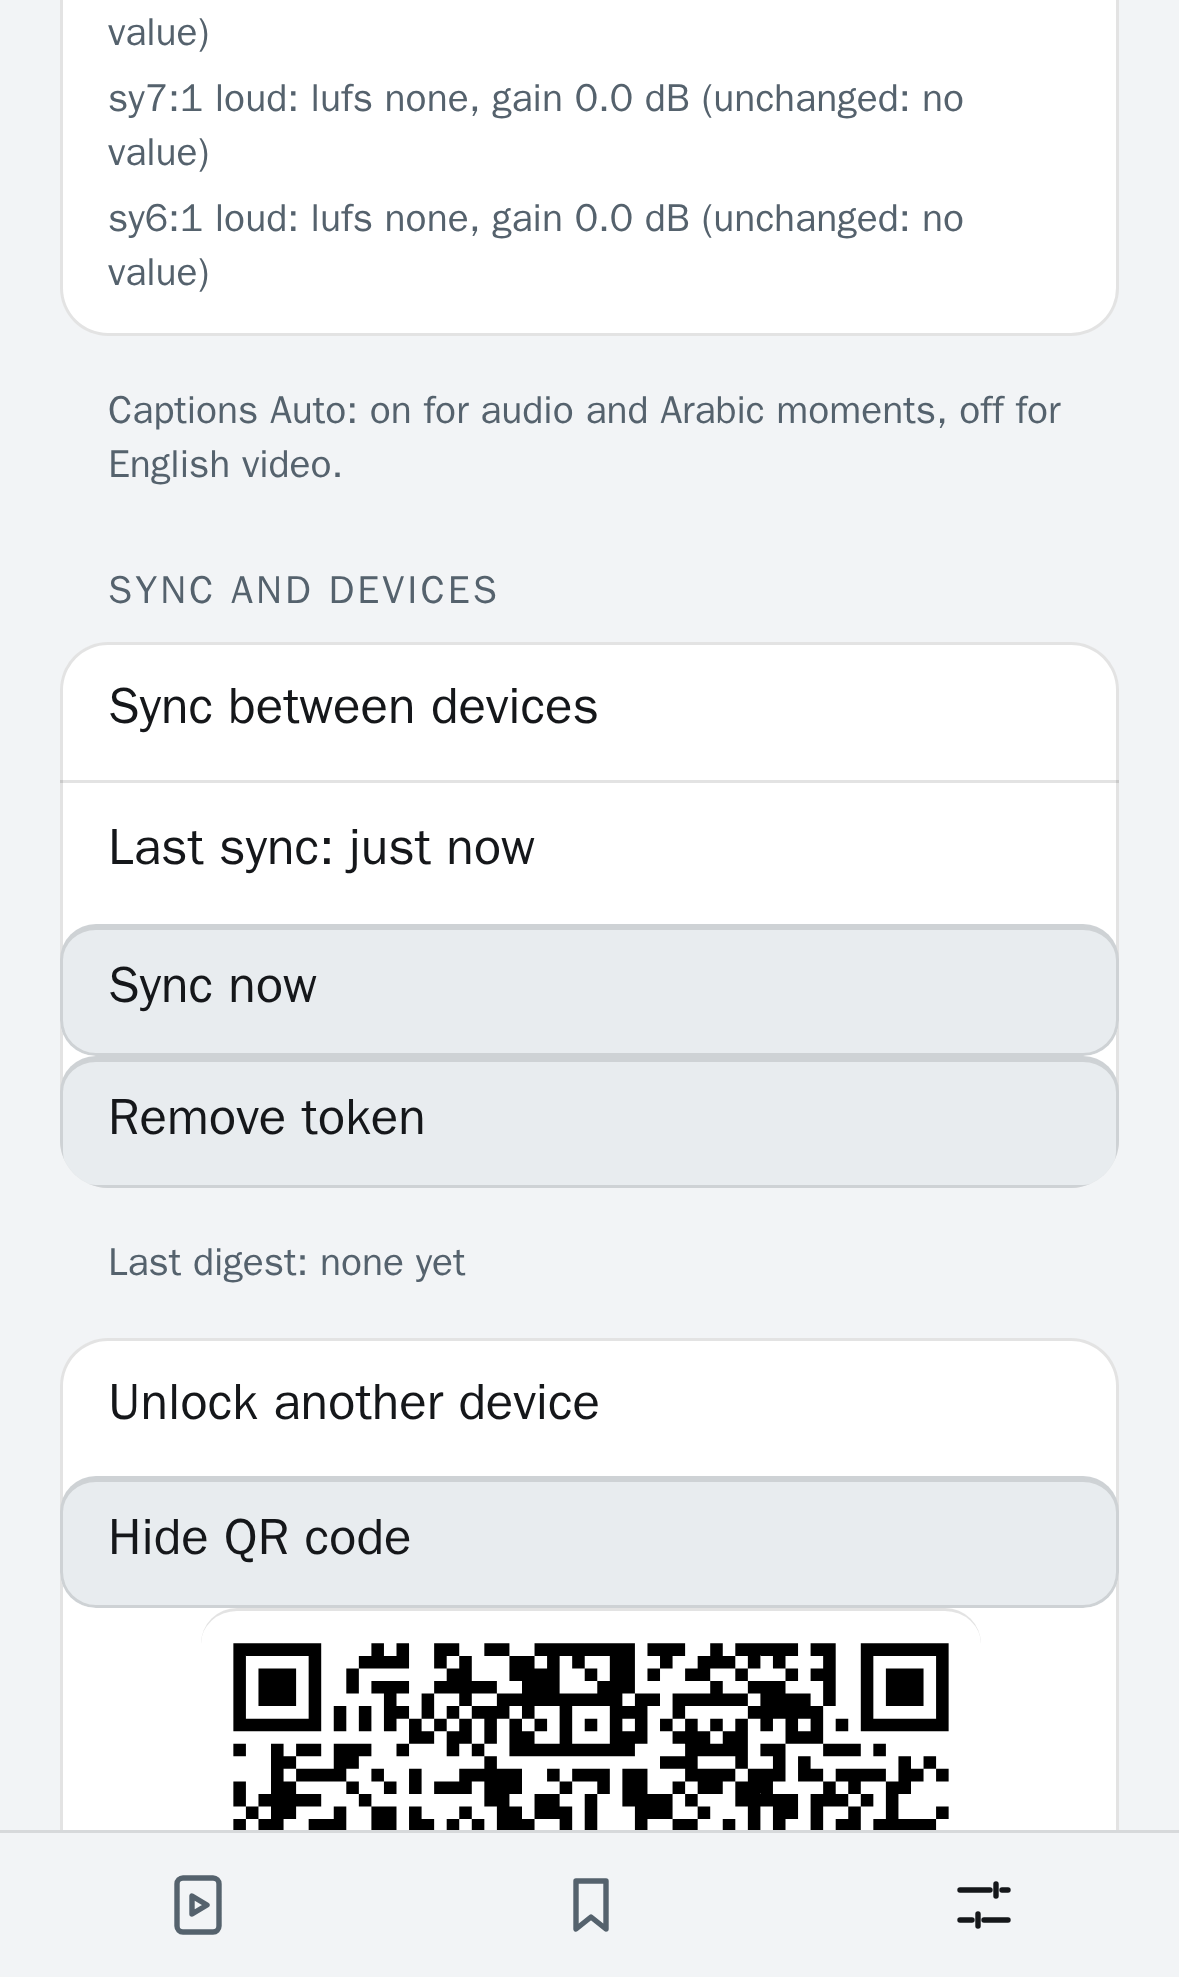 value)
sy7:1 loud: lufs none, gain 0.0 dB (unchanged: no
value)
sy6:1 loud: lufs none, gain 0.0 dB (unchanged: no
value)
Captions Auto: on for audio and Arabic moments, off for
English video.
SYNC AND DEVICES
Sync between devices
Last sync: just now
Sync now
Remove token
Last digest: none yet
Unlock another device
Hide QR code